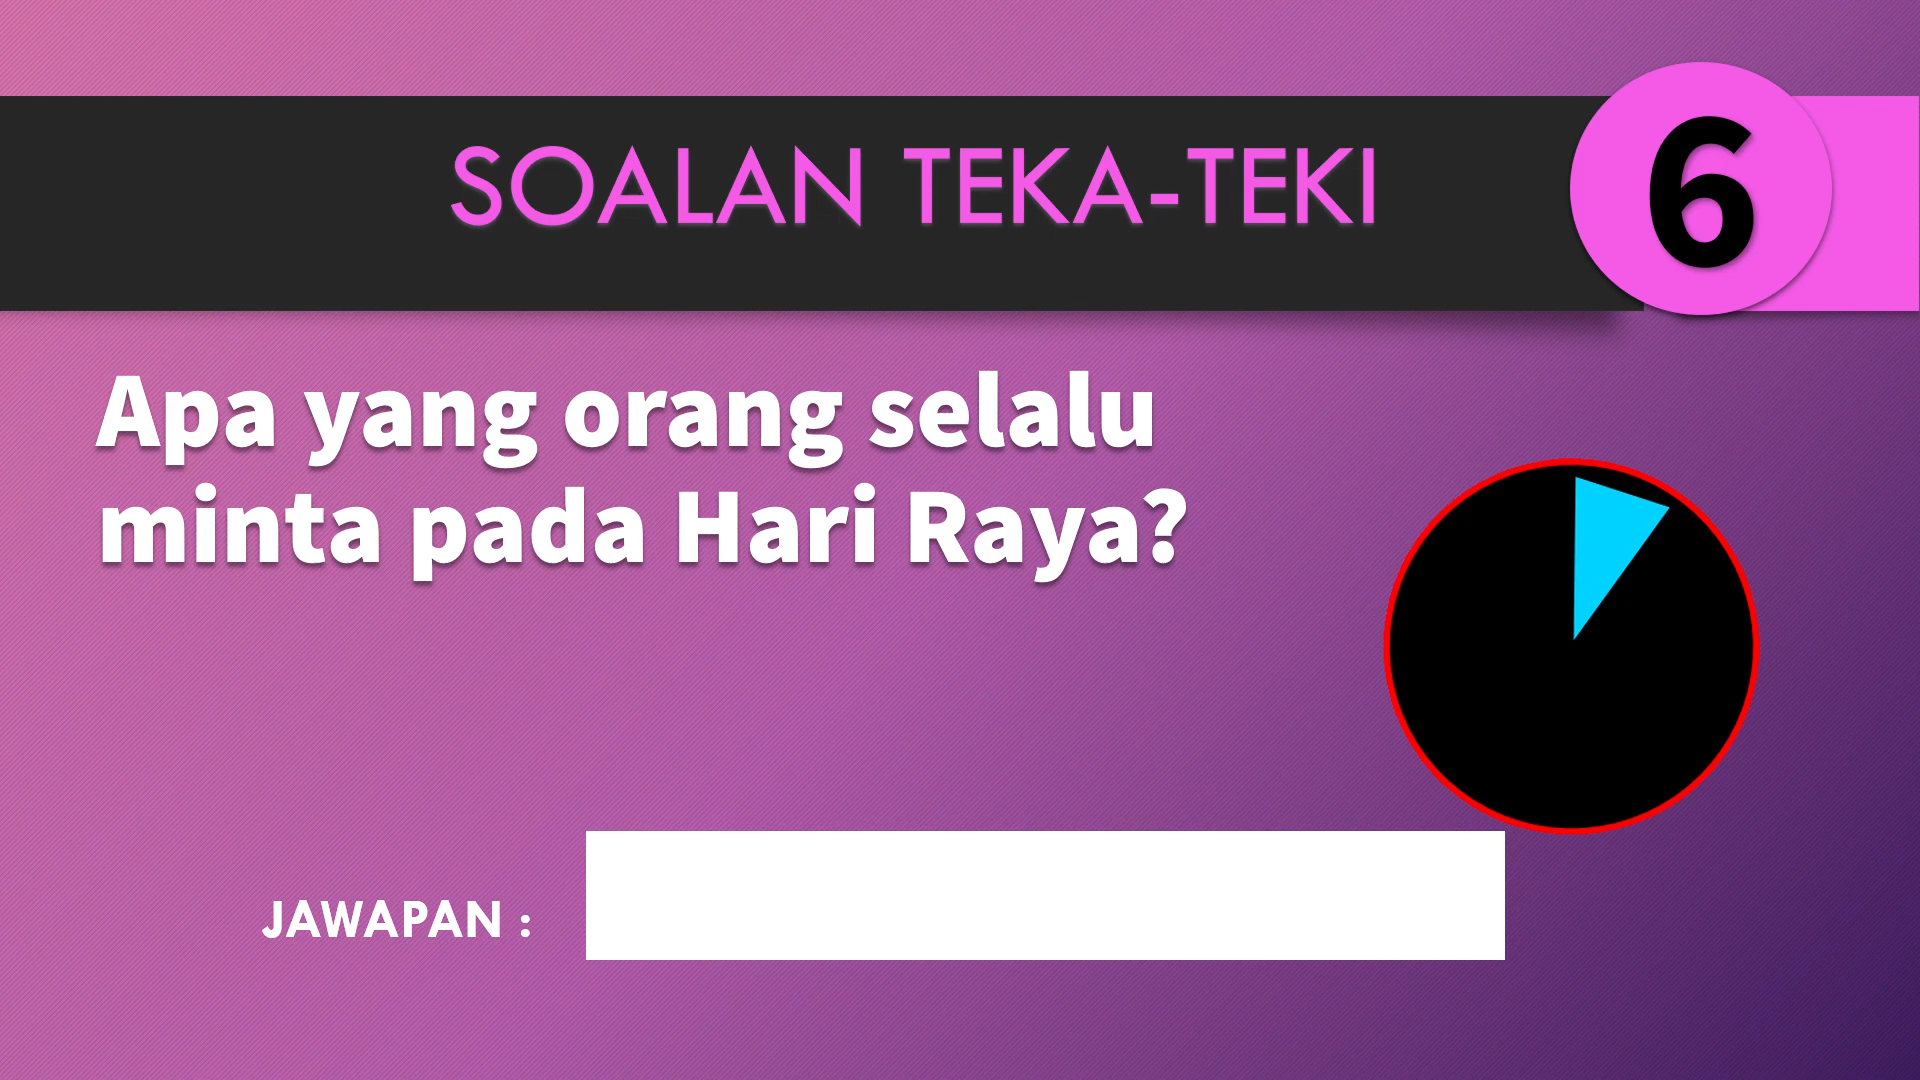 SOALAN TEKA-TEKI
6
Apa yang orang selalu
minta pada Hari Raya?
JAWAPAN :